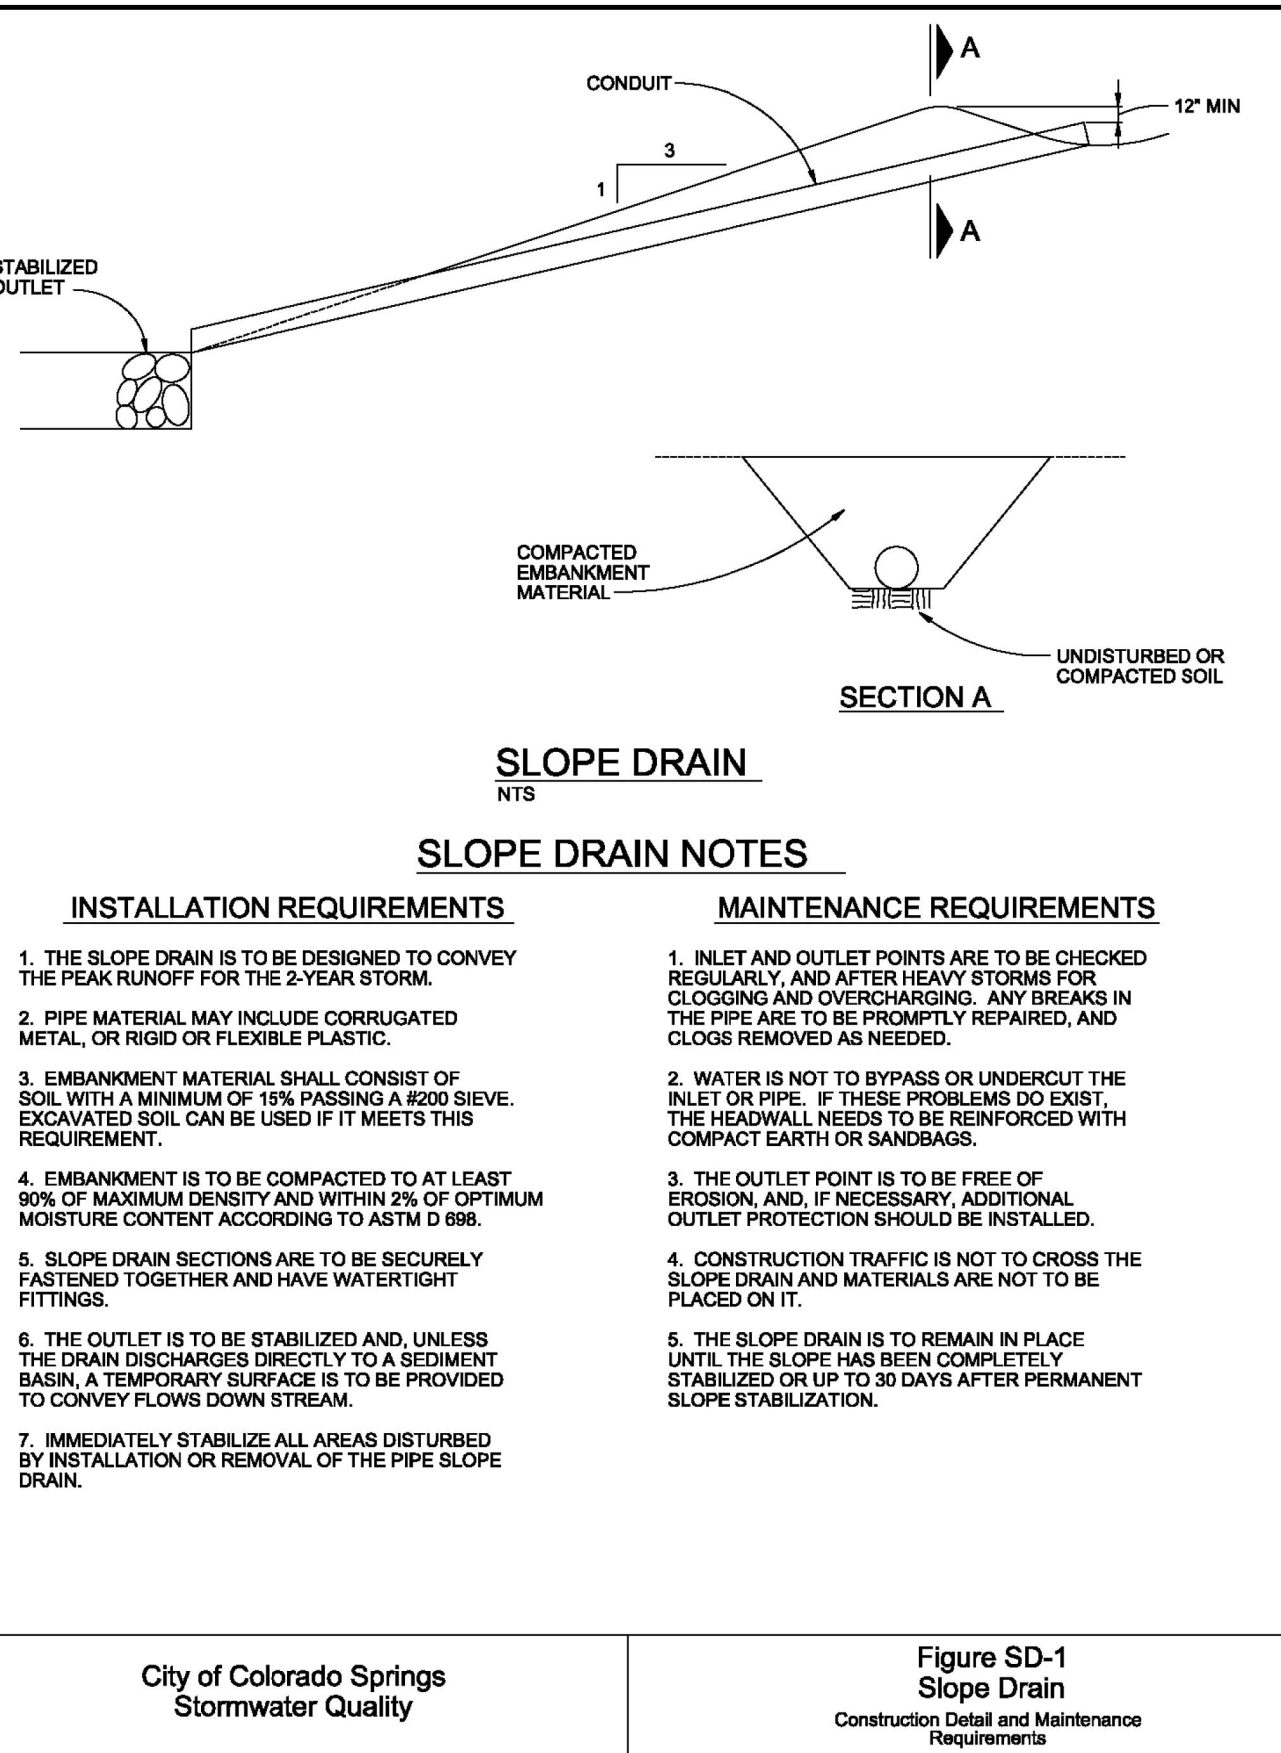 A
CONDUIT
12" MIN
3
1
A
STABILIZED
OUTLET
COMPACTED
EMBANKMENT
MATERIAL
UNDISTURBED OR
COMPACTED SOIL
SECTION A
SLOPE DRAIN
NTS
SLOPE DRAIN NOTES
INSTALLATION REQUIREMENTS
1. THE SLOPE DRAIN IS TO BE DESIGNED TO CONVEY
THE PEAK RUNOFF FOR THE 2-YEAR STORM.
2. PIPE MATERIAL MAY INCLUDE CORRUGATED
METAL, OR RIGID OR FLEXIBLE PLASTIC.
3. EMBANKMENT MATERIAL SHALL CONSIST OF
SOIL WITH A MINIMUM OF 15% PASSING A #200 SIEVE.
EXCAVATED SOIL CAN BE USED IF IT MEETS THIS
REQUIREMENT.
4. EMBANKMENT IS TO BE COMPACTED TO AT LEAST
90% OF MAXIMUM DENSITY AND WITHIN 2% OF OPTIMUM
MOISTURE CONTENT ACCORDING TO ASTM D 698.
5. SLOPE DRAIN SECTIONS ARE TO BE SECURELY
FASTENED TOGETHER AND HAVE WATERTIGHT
FITTINGS.
6. THE OUTLET IS TO BE STABILIZED AND, UNLESS
THE DRAIN DISCHARGES DIRECTLY TO A SEDIMENT
BASIN, A TEMPORARY SURFACE IS TO BE PROVIDED
TO CONVEY FLOWS DOWN STREAM.
7. IMMEDIATELY STABILIZE ALL AREAS DISTURBED
BY INSTALLATION OR REMOVAL OF THE PIPE SLOPE
DRAIN.
MAINTENANCE REQUIREMENTS
1. INLET AND OUTLET POINTS ARE TO BE CHECKED
REGULARLY, AND AFTER HEAVY STORMS FOR
CLOGGING AND OVERCHARGING. ANY BREAKS IN
THE PIPE ARE TO BE PROMPTLY REPAIRED, AND
CLOGS REMOVED AS NEEDED.
2. WATER IS NOT TO BYPASS OR UNDERCUT THE
INLET OR PIPE. IF THESE PROBLEMS DO EXIST,
THE HEADWALL NEEDS TO BE REINFORCED WITH
COMPACT EARTH OR SANDBAGS.
3. THE OUTLET POINT IS TO BE FREE OF
EROSION, AND, IF NECESSARY, ADDITIONAL
OUTLET PROTECTION SHOULD BE INSTALLED.
4. CONSTRUCTION TRAFFIC IS NOT TO CROSS THE
SLOPE DRAIN AND MATERIALS ARE NOT TO BE
PLACED ON IT.
5. THE SLOPE DRAIN IS TO REMAIN IN PLACE
UNTIL THE SLOPE HAS BEEN COMPLETELY
STABILIZED OR UP TO 30 DAYS AFTER PERMANENT
SLOPE STABILIZATION.
City of Colorado Springs
Stormwater Quality
Figure SD-1
Slope Drain
Construction Detail and Maintenance
Requirements